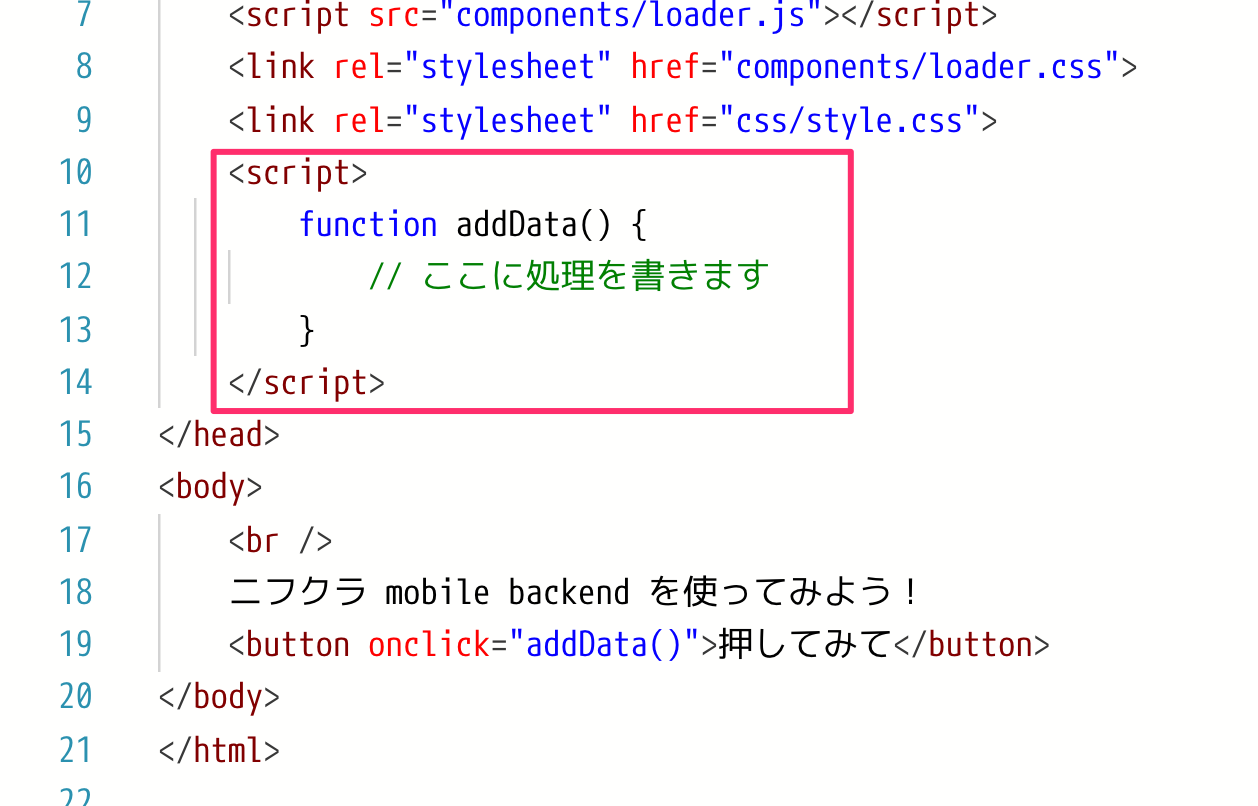 7 <script src="components/loader.js"></script>
8 <link rel="stylesheet" href="components/loader.css">
9 <link rel="stylesheet" href="css/style.css">
10 <script>
11 function addData() {
12 // ここに処理を書きます
13 }
14 </script>
15 </head>
16 <body>
17 <br />
18 ニフクラ mobile backend を使ってみよう！
19 <button onclick="addData()">押してみて</button>
20 </body>
21 </html>
22